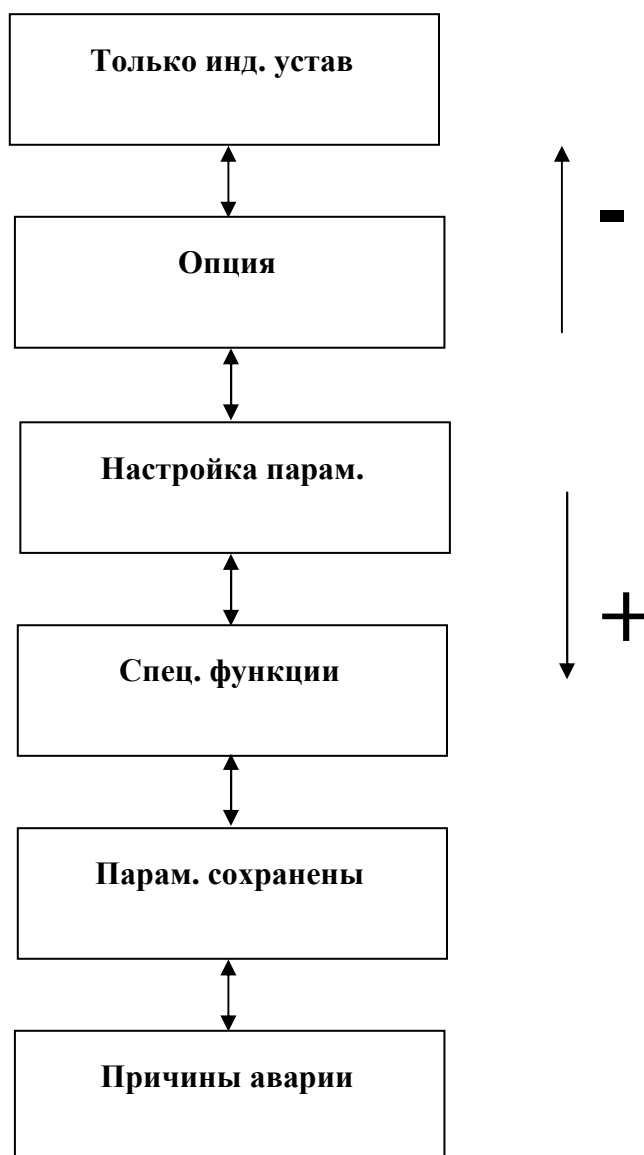 Только инд. устав
-
Опция
Настройка парам.
+
Спец. функции
Парам. сохранены
Причины аварии